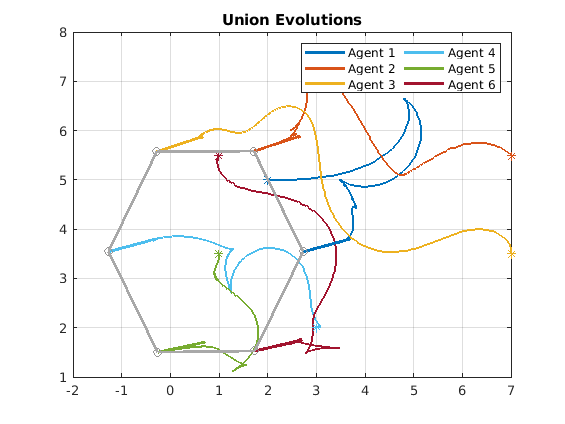 Union Evolutions
Agent 1 Agent 4
Agent 2 Agent 5
Agent 3 Agent 6
8
7
6
5
4
3
2
1
-2 -1 0 1 2 3 4 5 6 7